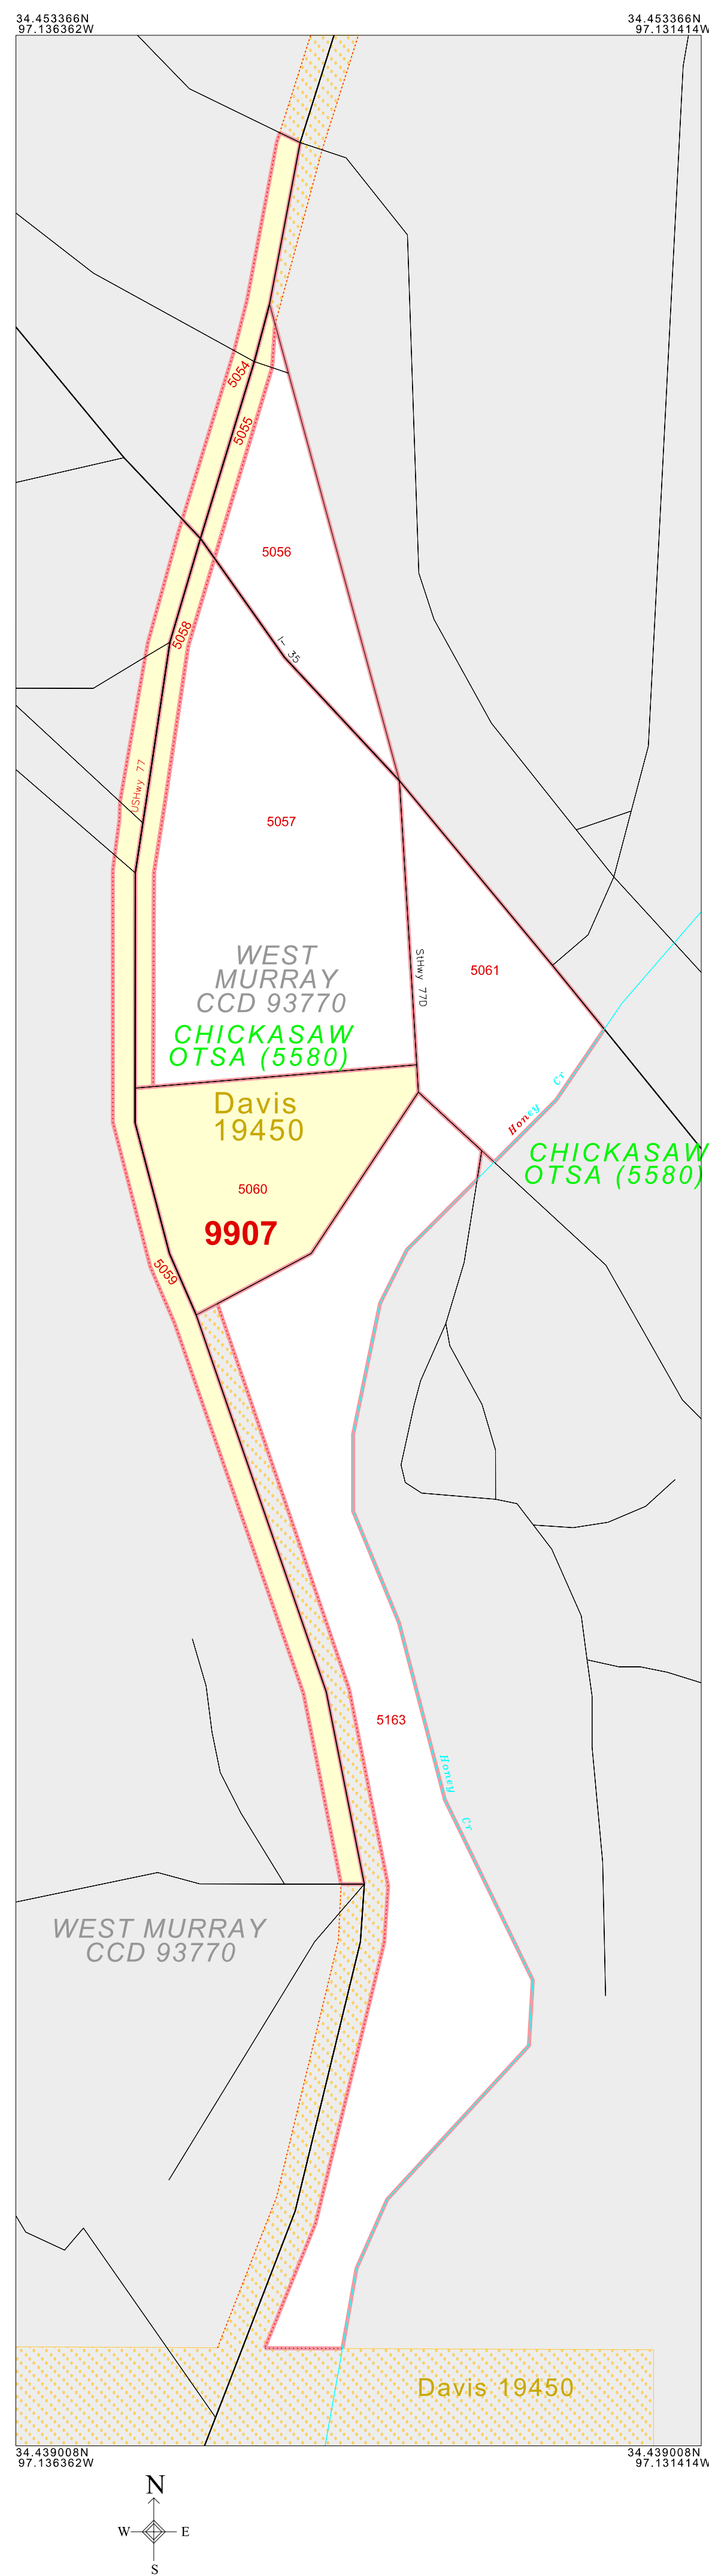 34.453366N
97.136362W
34.453366N
97.131414W
5054
5055
5056
I- 35
5058
USHwy 77
5057
WEST
MURRAY
CCD 93770
StHwy 77D
5061
CHICKASAW
OTSA (5580)
Honey Cr
Davis
19450
CHICKASAW
OTSA (5580)
5060
9907
5059
5163
Honey Cr
WEST MURRAY
CCD 93770
Davis 19450
34.439008N
97.136362W
34.439008N
97.131414W
N
W E
S